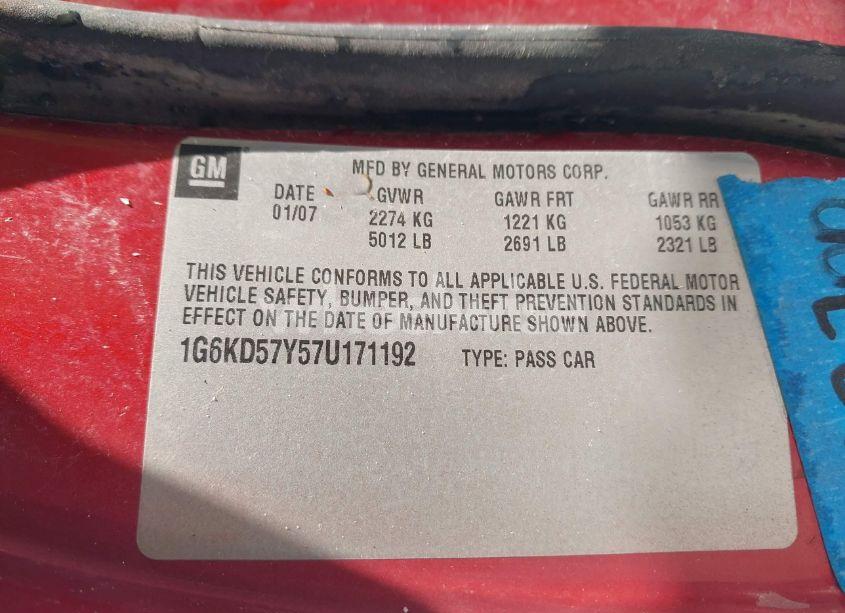 GM
MFD BY GENERAL MOTORS CORP.
DATE GVWR GAWR FRT GAWR RR
01/07 2274 KG 1221 KG 1053 KG
5012 LB 2691 LB 2321 LB
THIS VEHICLE CONFORMS TO ALL APPLICABLE U.S. FEDERAL MOTOR
VEHICLE SAFETY, BUMPER, AND THEFT PREVENTION STANDARDS IN
EFFECT ON THE DATE OF MANUFACTURE SHOWN ABOVE.
1G6KD57Y57U171192 TYPE: PASS CAR